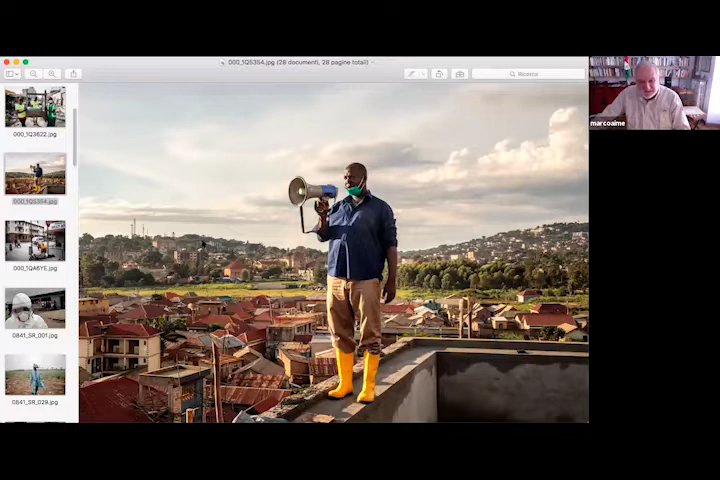 000_1Q5354.jpg (28 documenti, 28 pagine totali)
Ricerca
000_1Q3622.jpg
000_1Q5354.jpg
000_1QA6YE.jpg
0841_SR_001.jpg
0841_SR_029.jpg
marcoaime